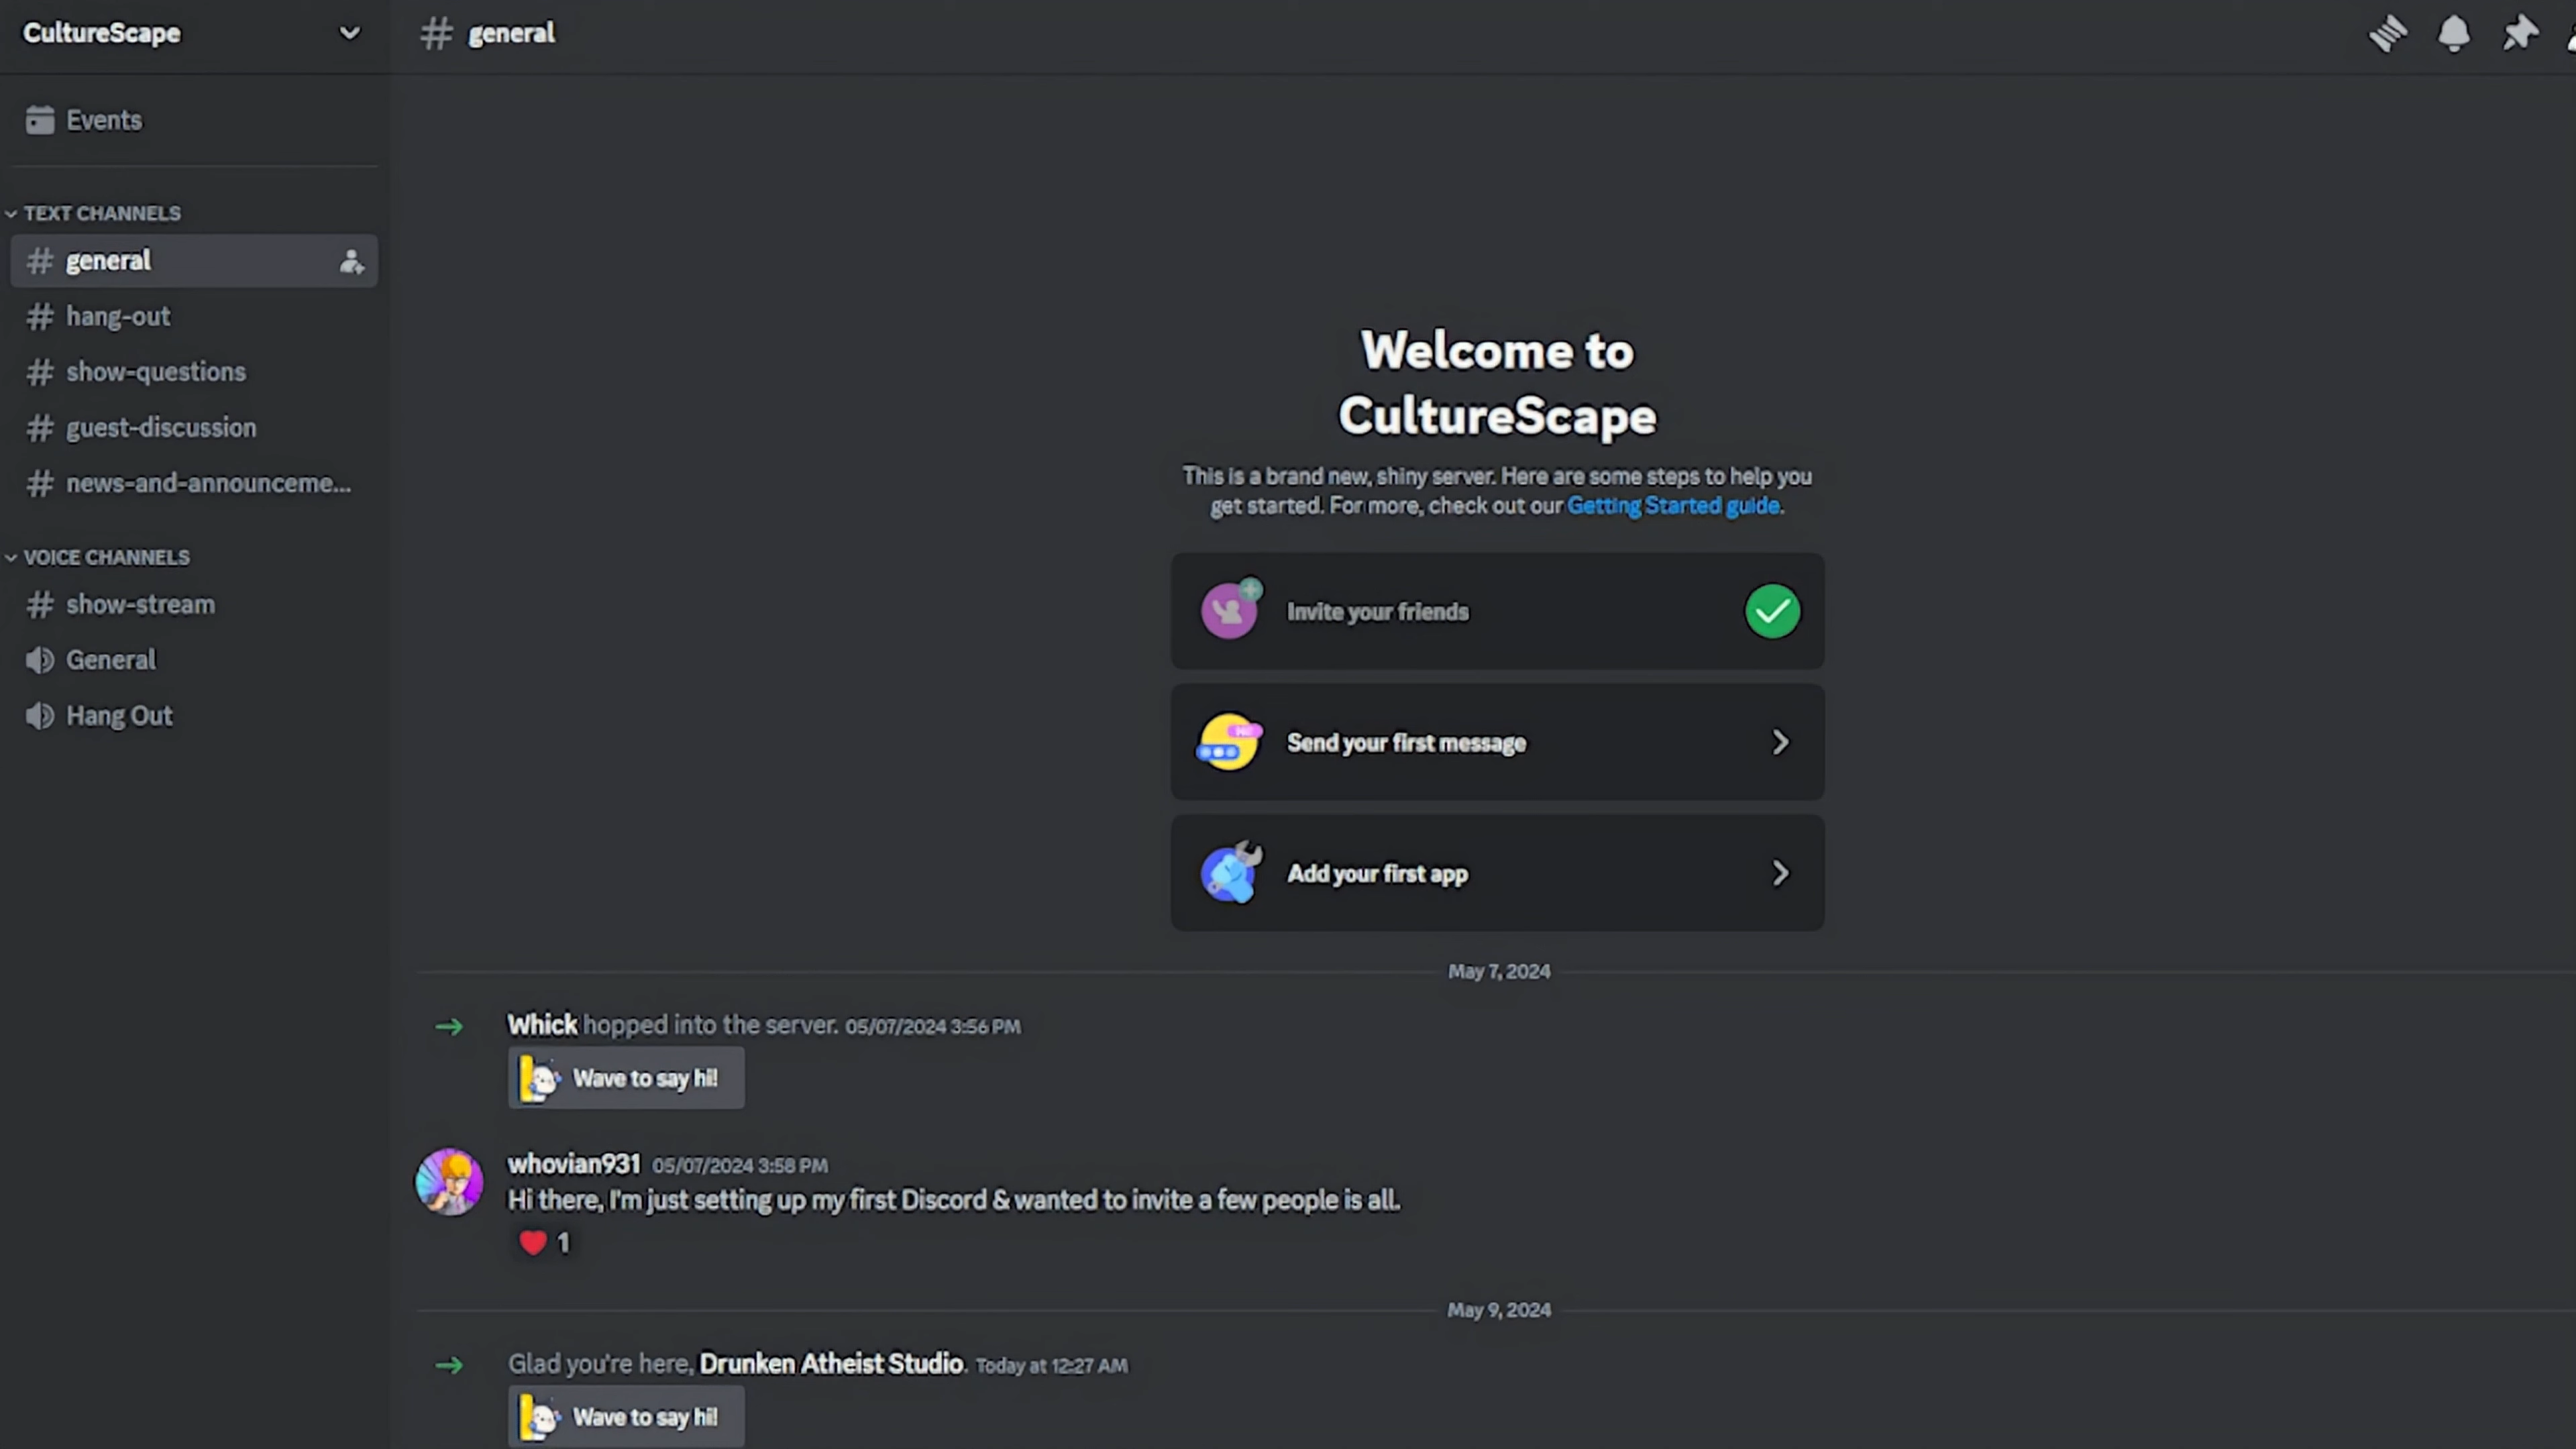 CultureScape
general
Events
TEXT CHANNELS
general
hang-out
show-questions
guest-discussion
news-and-announceme...
VOICE CHANNELS
show-stream
General
Hang Out
Welcome to
CultureScape
This is a brand new, shiny server. Here are some steps to help you
get started. For more, check out our Getting Started guide.
Invite your friends
Send your first message
Add your first app
May 7, 2024
Whick hopped into the server. 05/07/2024 3:56 PM
Wave to say hi!
whovian931 05/07/2024 3:58 PM
Hi there, I'm just setting up my first Discord & wanted to invite a few people is all.
1
May 9, 2024
Glad you're here, Drunken Atheist Studio. Today at 12:27 AM
Wave to say hi!